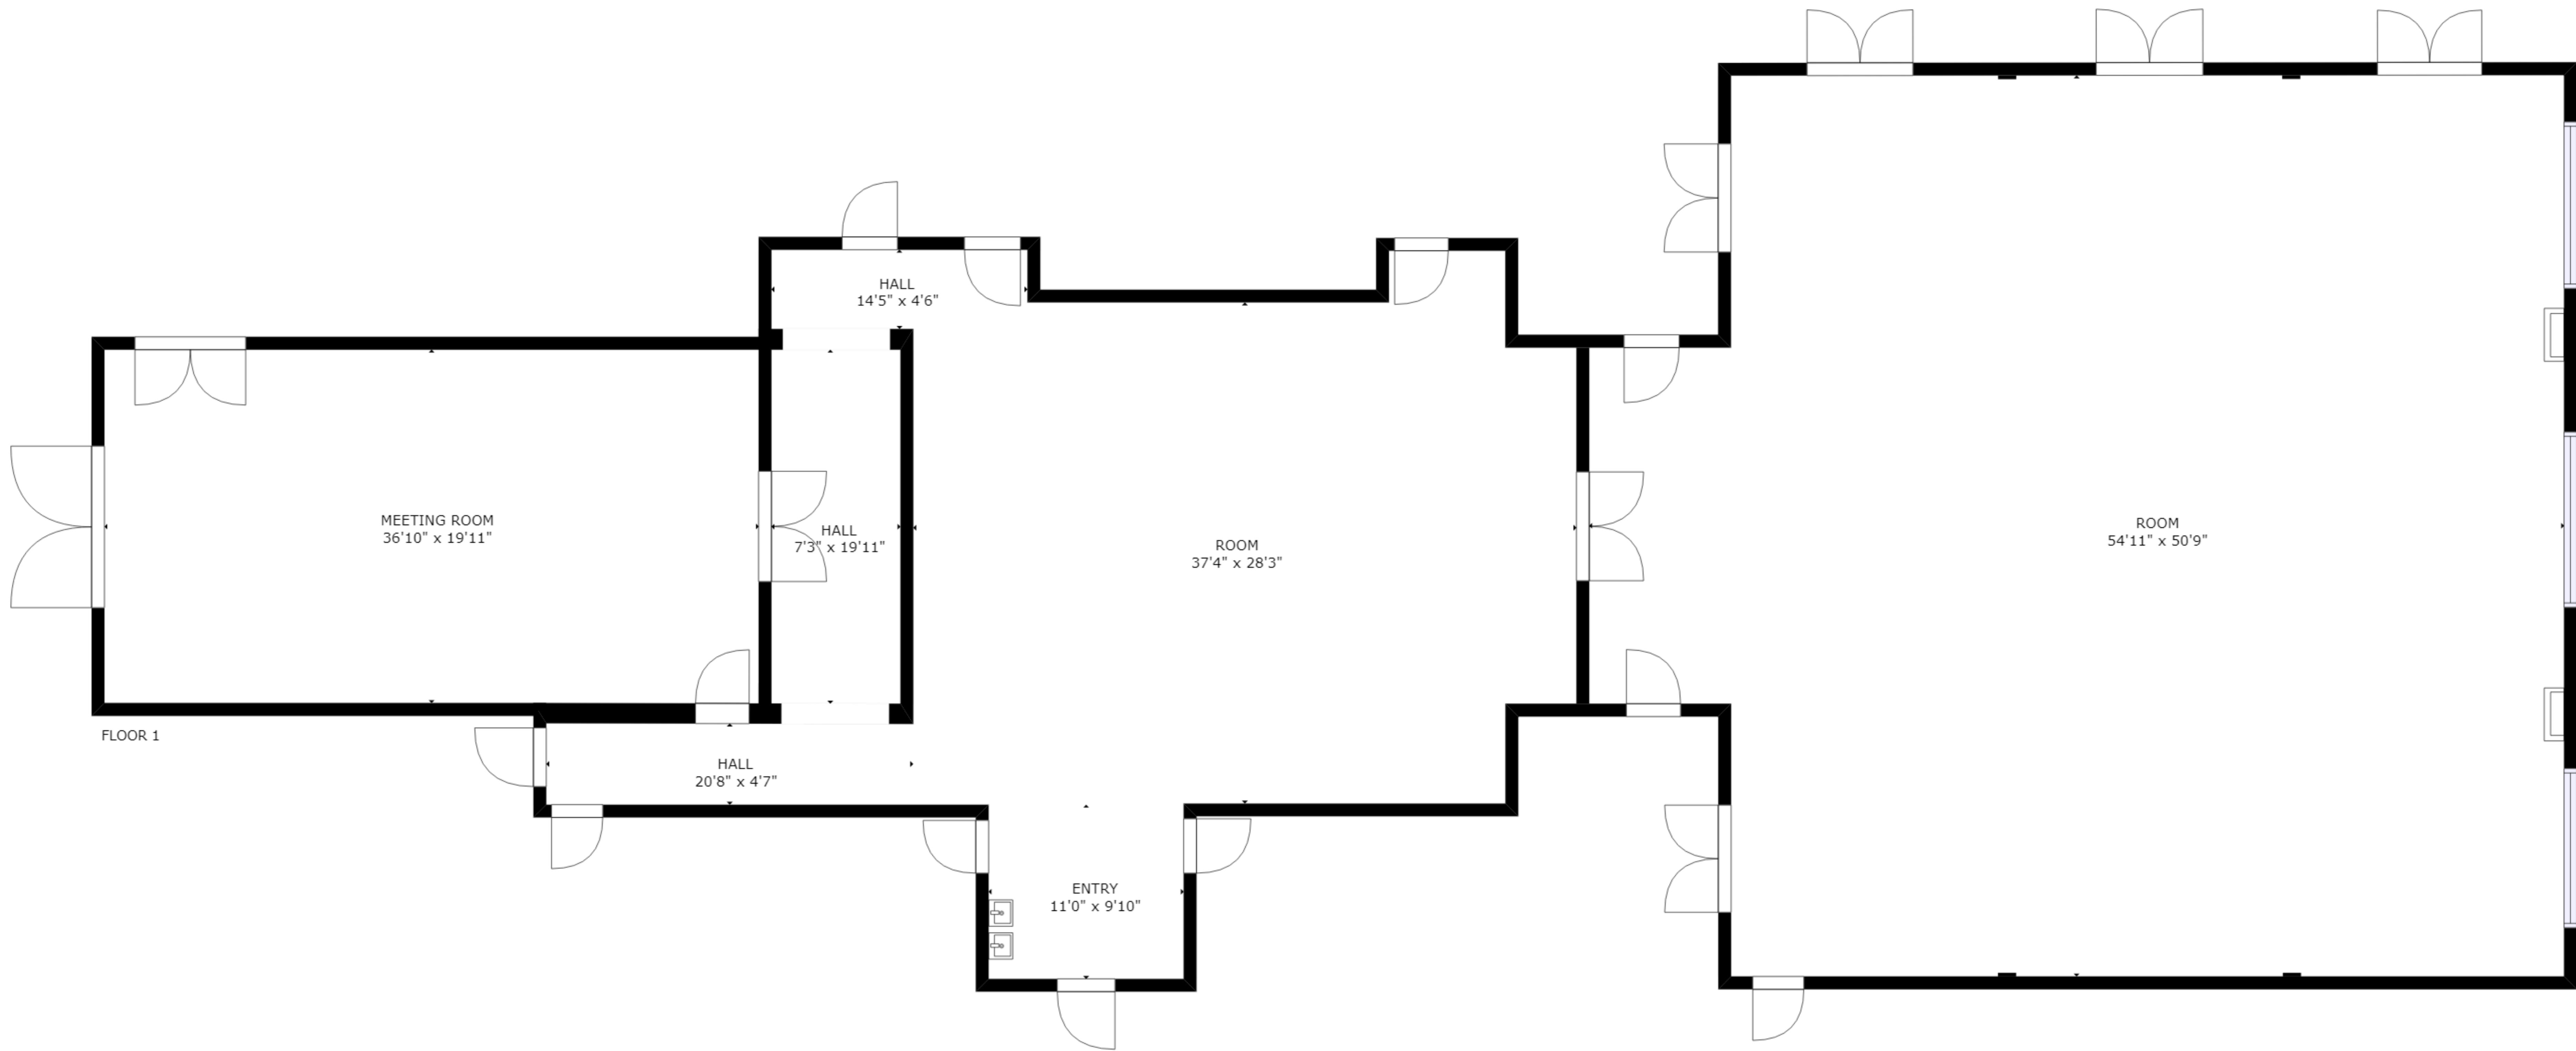 HALL
14'5" x 4'6"
MEETING ROOM
36'10" x 19'11"
HALL
7'3" x 19'11"
ROOM
37'4" x 28'3"
ROOM
54'11" x 50'9"
FLOOR 1
HALL
20'8" x 4'7"
ENTRY
11'0" x 9'10"